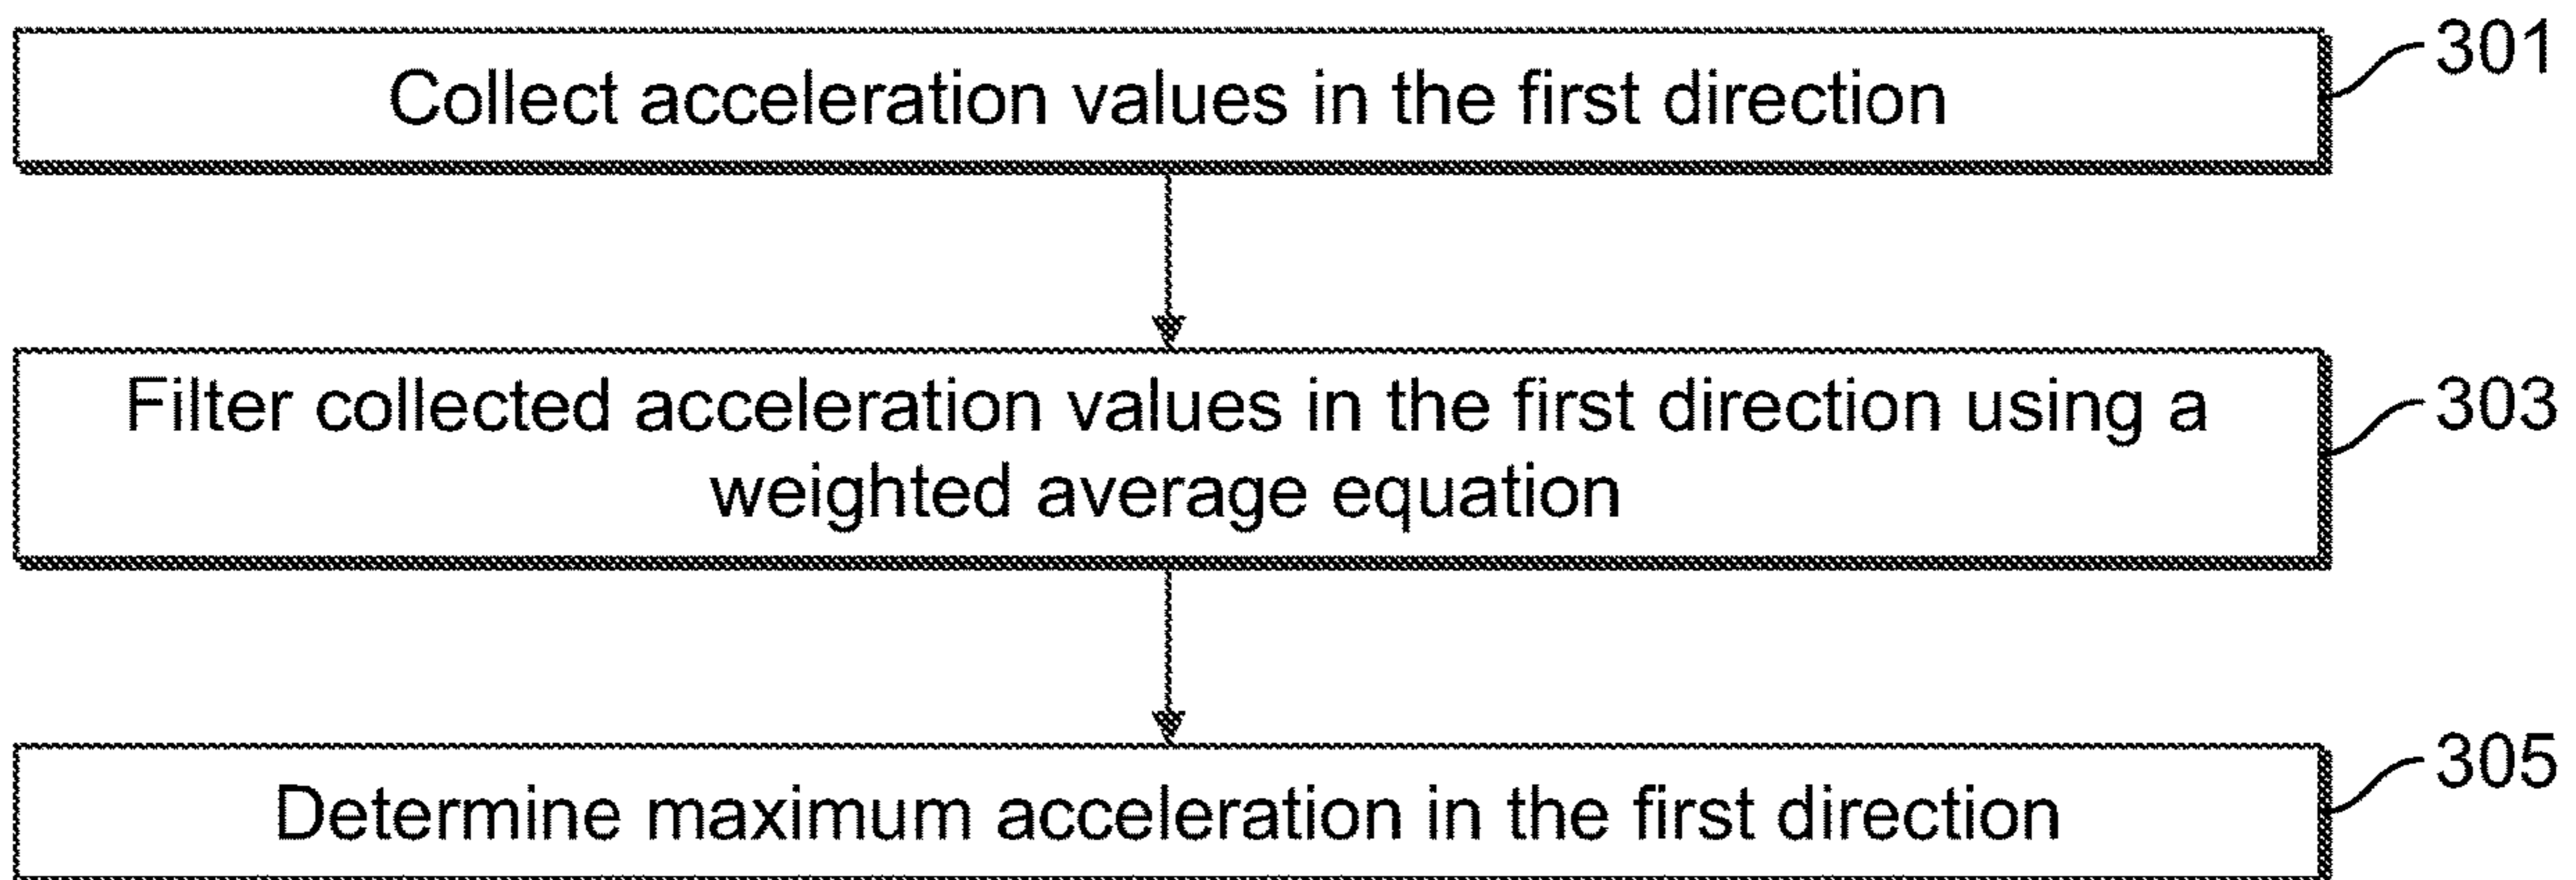 Collect acceleration values in the first direction
301
Filter collected acceleration values in the first direction using a
weighted average equation
303
Determine maximum acceleration in the first direction
305